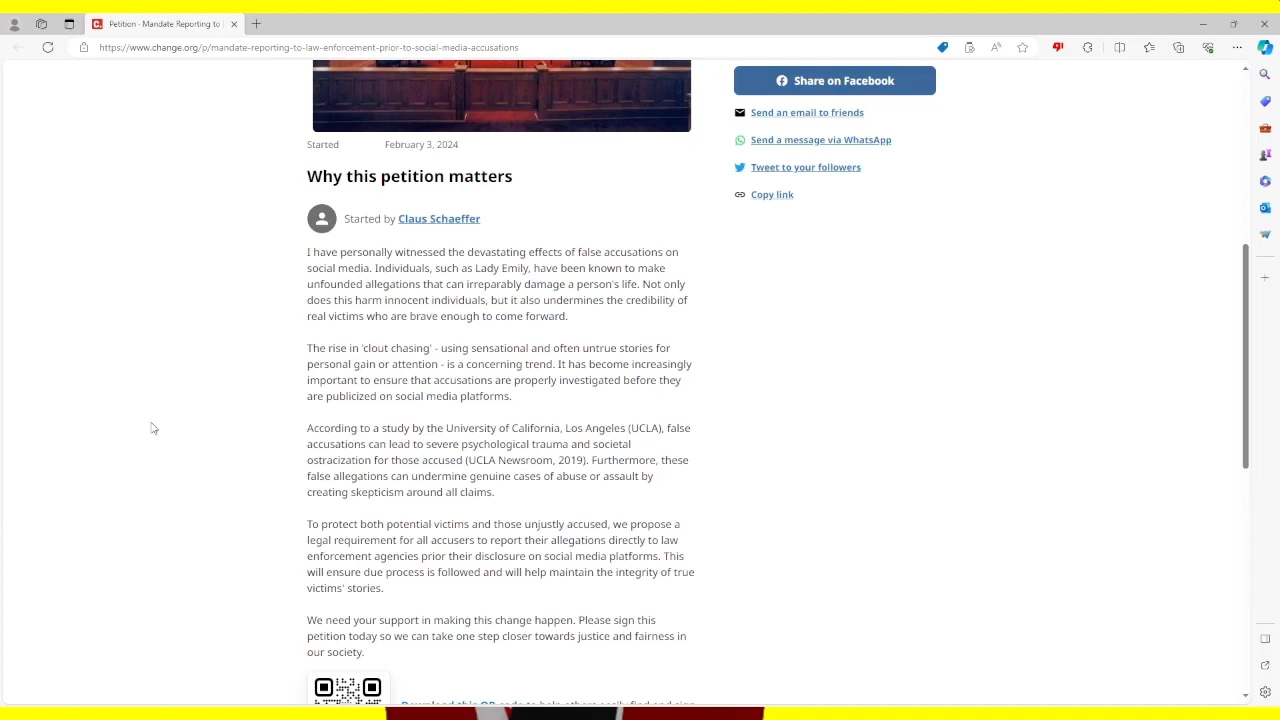 Petition · Mandate Reporting to
https://www.change.org/p/mandate-reporting-to-law-enforcement-prior-to-social-media-accusations
Share on Facebook
Send an email to friends
Send a message via WhatsApp
Tweet to your followers
Copy link
Started February 3, 2024
Why this petition matters
Started by Claus Schaeffer
I have personally witnessed the devastating effects of false accusations on
social media. Individuals, such as Lady Emily, have been known to make
unfounded allegations that can irreparably damage a person's life. Not only
does this harm innocent individuals, but it also undermines the credibility of
real victims who are brave enough to come forward.
The rise in 'clout chasing' - using sensational and often untrue stories for
personal gain or attention - is a concerning trend. It has become increasingly
important to ensure that accusations are properly investigated before they
are publicized on social media platforms.
According to a study by the University of California, Los Angeles (UCLA), false
accusations can lead to severe psychological trauma and societal
ostracization for those accused (UCLA Newsroom, 2019). Furthermore, these
false allegations can undermine genuine cases of abuse or assault by
creating skepticism around all claims.
To protect both potential victims and those unjustly accused, we propose a
legal requirement for all accusers to report their allegations directly to law
enforcement agencies prior their disclosure on social media platforms. This
will ensure due process is followed and will help maintain the integrity of true
victims' stories.
We need your support in making this change happen. Please sign this
petition today so we can take one step closer towards justice and fairness in
our society.
Download this QR code to help others easily find and sign